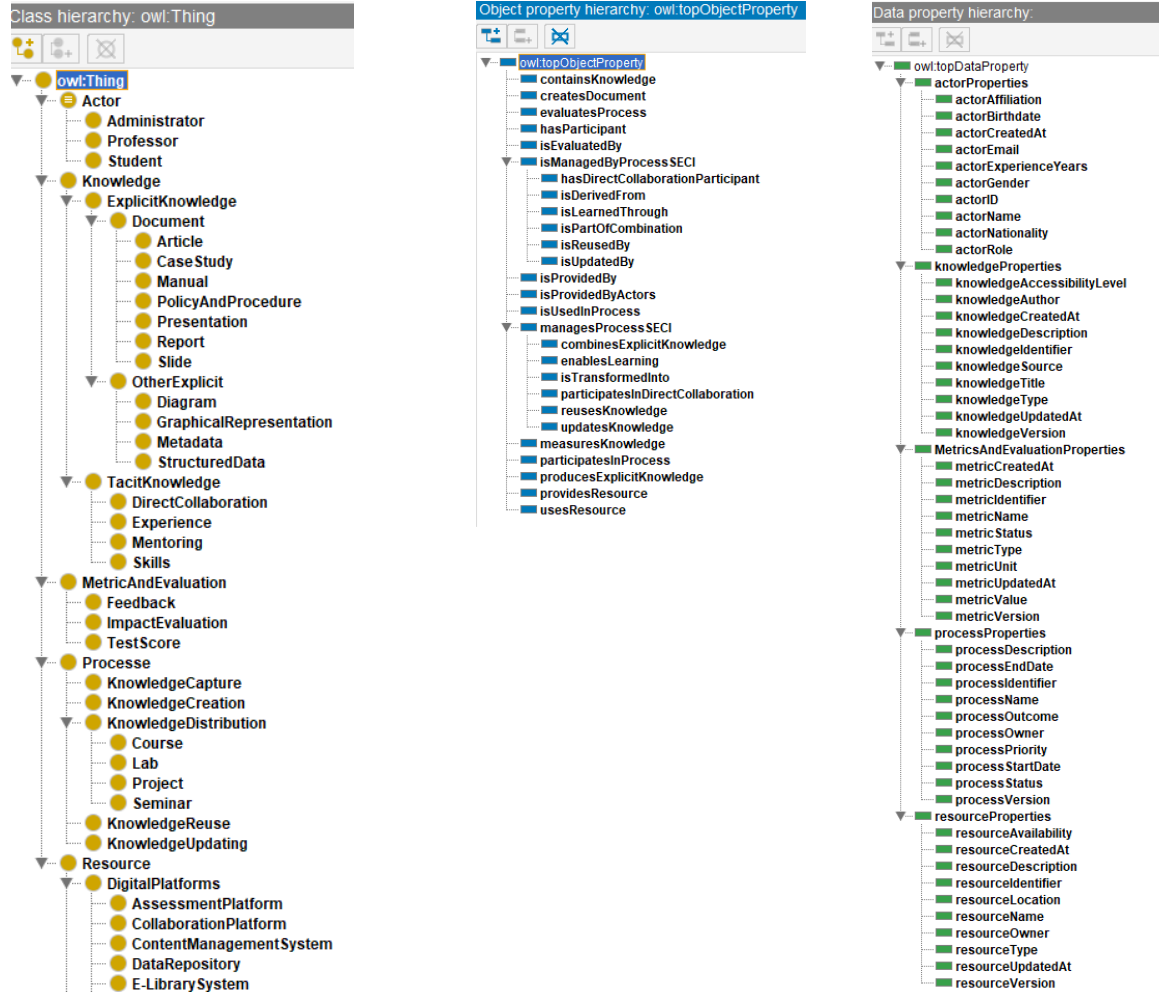 Class hierarchy: owl:Thing
owl:Thing
Actor
Administrator
Professor
Student
Knowledge
ExplicitKnowledge
Document
Article
CaseStudy
Manual
PolicyAndProcedure
Presentation
Report
Slide
OtherExplicit
Diagram
GraphicalRepresentation
Metadata
StructuredData
TacitKnowledge
DirectCollaboration
Experience
Mentoring
Skills
MetricAndEvaluation
Feedback
ImpactEvaluation
TestScore
Processe
KnowledgeCapture
KnowledgeCreation
KnowledgeDistribution
Course
Lab
Project
Seminar
KnowledgeReuse
KnowledgeUpdating
Resource
DigitalPlatforms
AssessmentPlatform
CollaborationPlatform
ContentManagementSystem
DataRepository
E-LibrarySystem
Object property hierarchy: owl:topObjectProperty
owl:topObjectProperty
containsKnowledge
createsDocument
evaluatesProcess
hasParticipant
isEvaluatedBy
isManagedByProcessSECI
hasDirectCollaborationParticipant
isDerivedFrom
isLearnedThrough
isPartOfCombination
isReusedBy
isUpdatedBy
isProvidedBy
isProvidedByActors
isUsedInProcess
managesProcessSECI
combinesExplicitKnowledge
enablesLearning
isTransformedInto
participatesInDirectCollaboration
reusesKnowledge
updatesKnowledge
measuresKnowledge
participatesInProcess
producesExplicitKnowledge
providesResource
usesResource
Data property hierarchy:
owl:topDataProperty
actorProperties
actorAffiliation
actorBirthdate
actorCreatedAt
actorEmail
actorExperienceYears
actorGender
actorID
actorName
actorNationality
actorRole
knowledgeProperties
knowledgeAccessibilityLevel
knowledgeAuthor
knowledgeCreatedAt
knowledgeDescription
knowledgeIdentifier
knowledgeSource
knowledgeTitle
knowledgeType
knowledgeUpdatedAt
knowledgeVersion
MetricsAndEvaluationProperties
metricCreatedAt
metricDescription
metricIdentifier
metricName
metricStatus
metricType
metricUnit
metricUpdatedAt
metricValue
metricVersion
processProperties
processDescription
processEndDate
processIdentifier
processName
processOutcome
processOwner
processPriority
processStartDate
processStatus
processVersion
resourceProperties
resourceAvailability
resourceCreatedAt
resourceDescription
resourceIdentifier
resourceLocation
resourceName
resourceOwner
resourceType
resourceUpdatedAt
resourceVersion